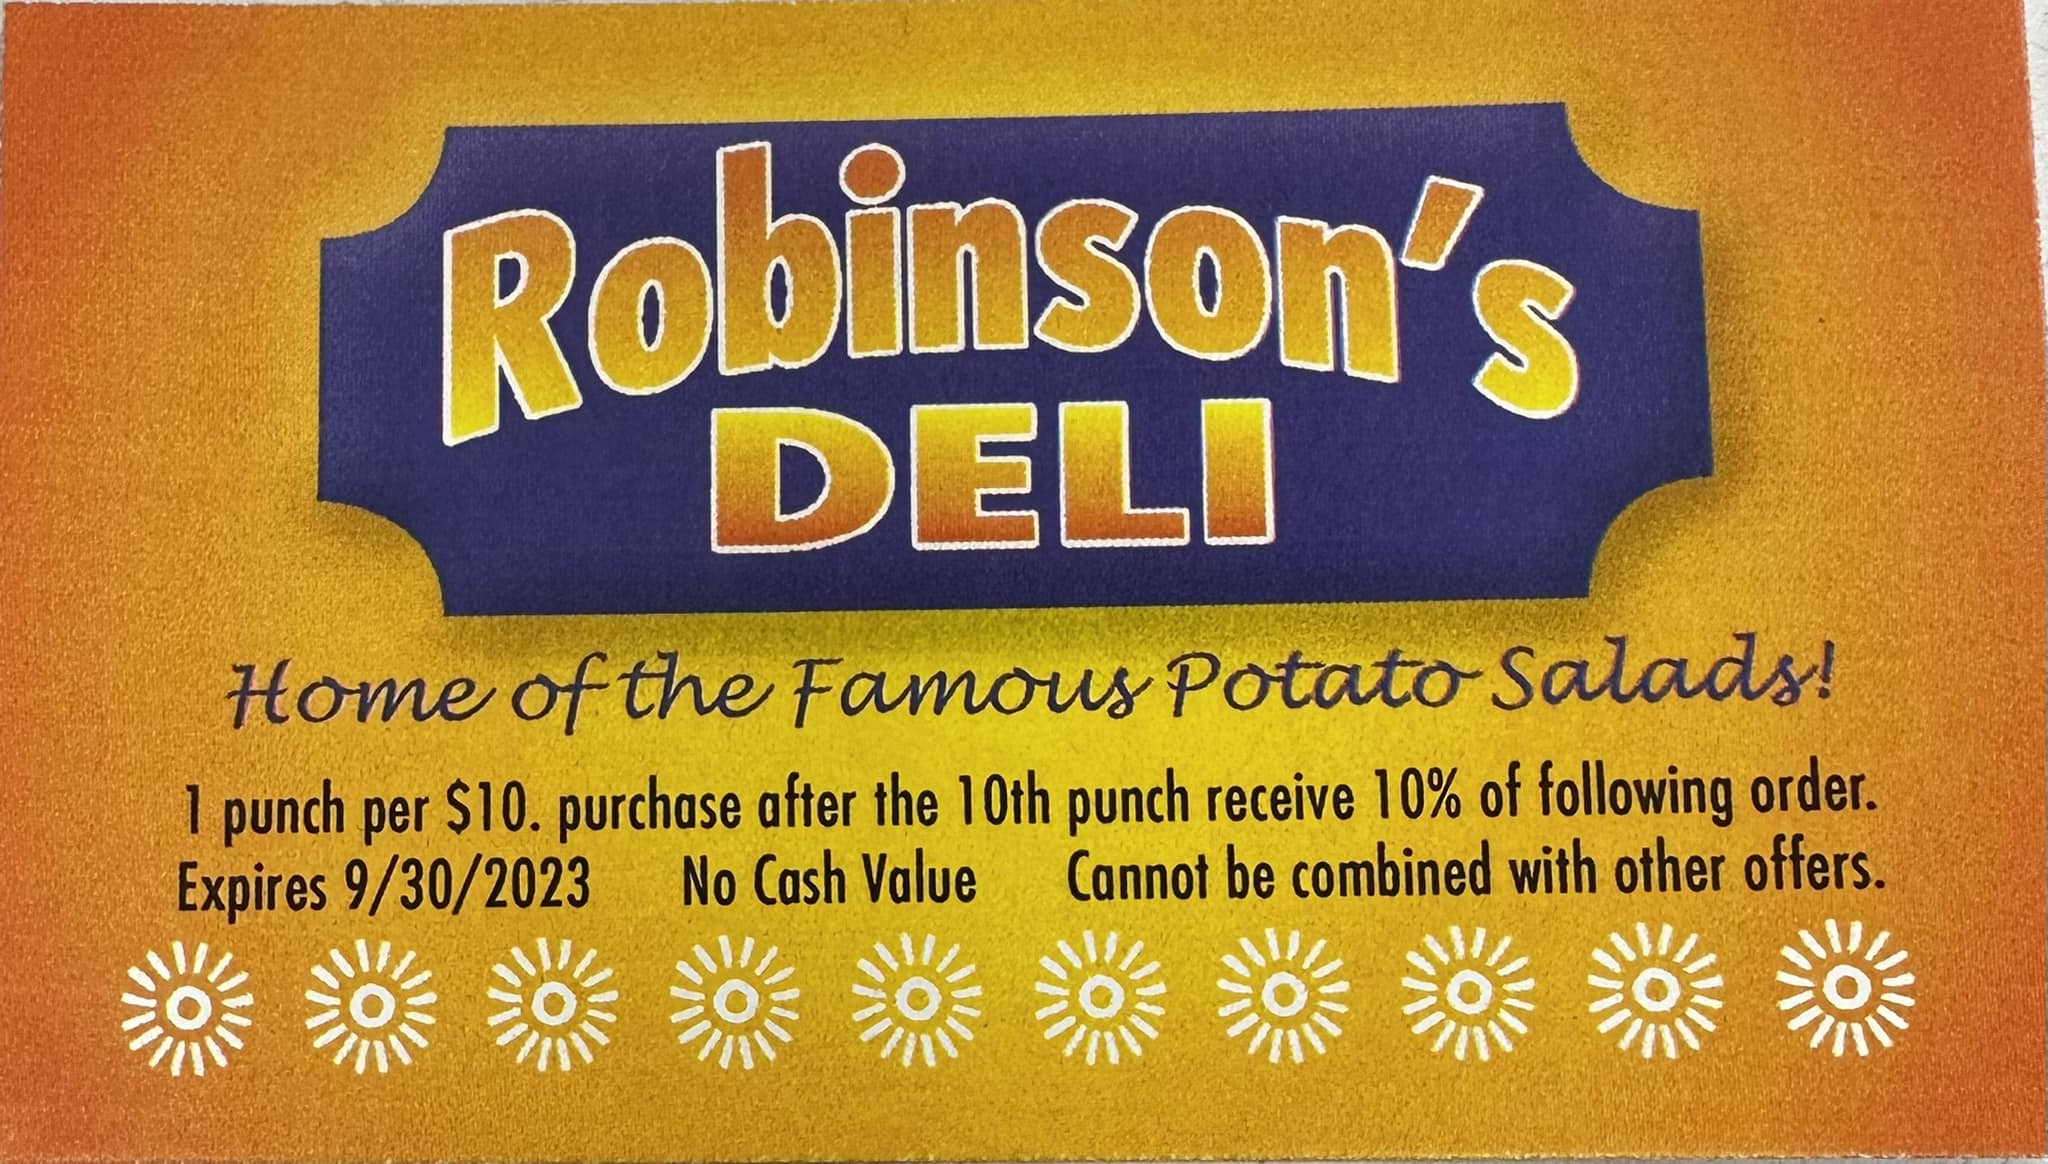 Robinson's
DELI
Home of the Famous Potato Salads!
1 punch per $10. purchase after the 10th punch receive 10% of following order.
Expires 9/30/2023 No Cash Value Cannot be combined with other offers.